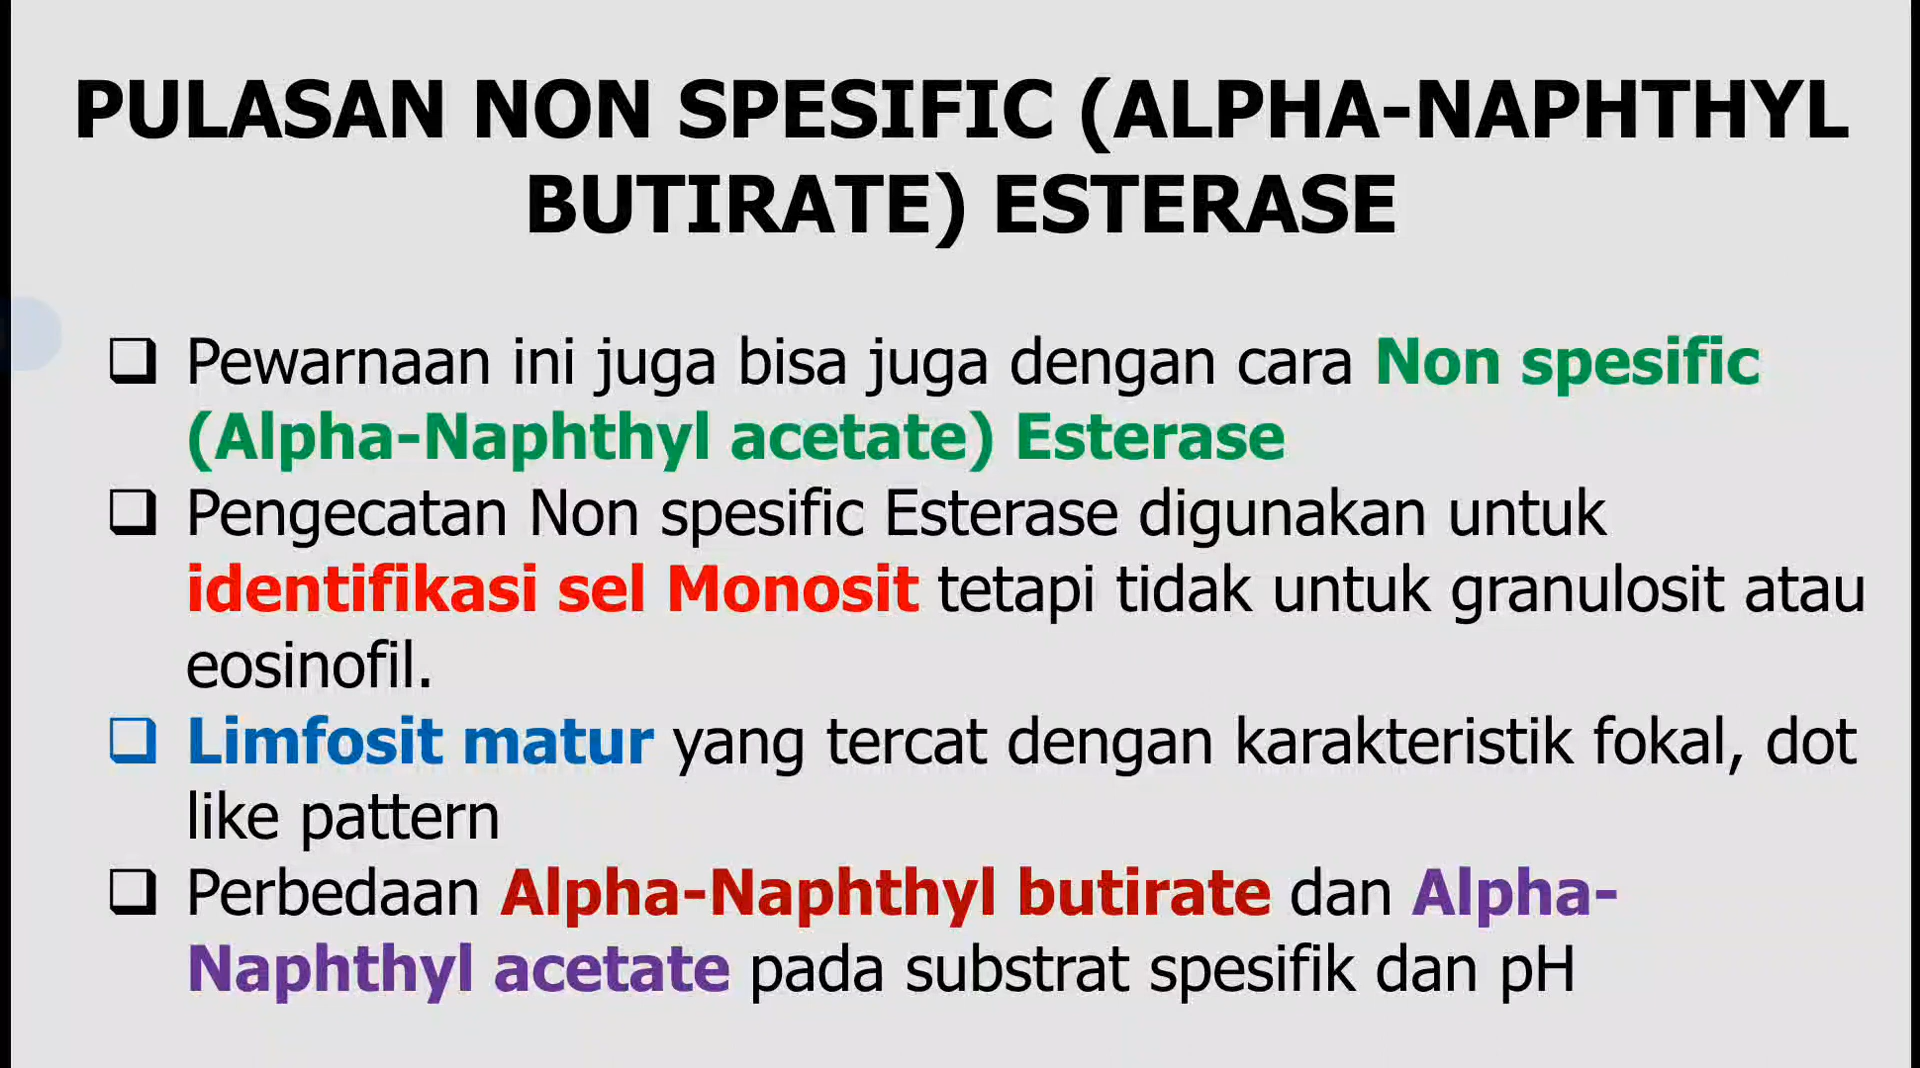 PULASAN NON SPESIFIC (ALPHA-NAPHTHYL
BUTIRATE) ESTERASE
❑ Pewarnaan ini juga bisa juga dengan cara Non spesific
(Alpha-Naphthyl acetate) Esterase
❑ Pengecatan Non spesific Esterase digunakan untuk
identifikasi sel Monosit tetapi tidak untuk granulosit atau
eosinofil.
❑ Limfosit matur yang tercat dengan karakteristik fokal, dot
like pattern
❑ Perbedaan Alpha-Naphthyl butirate dan Alpha-
Naphthyl acetate pada substrat spesifik dan pH